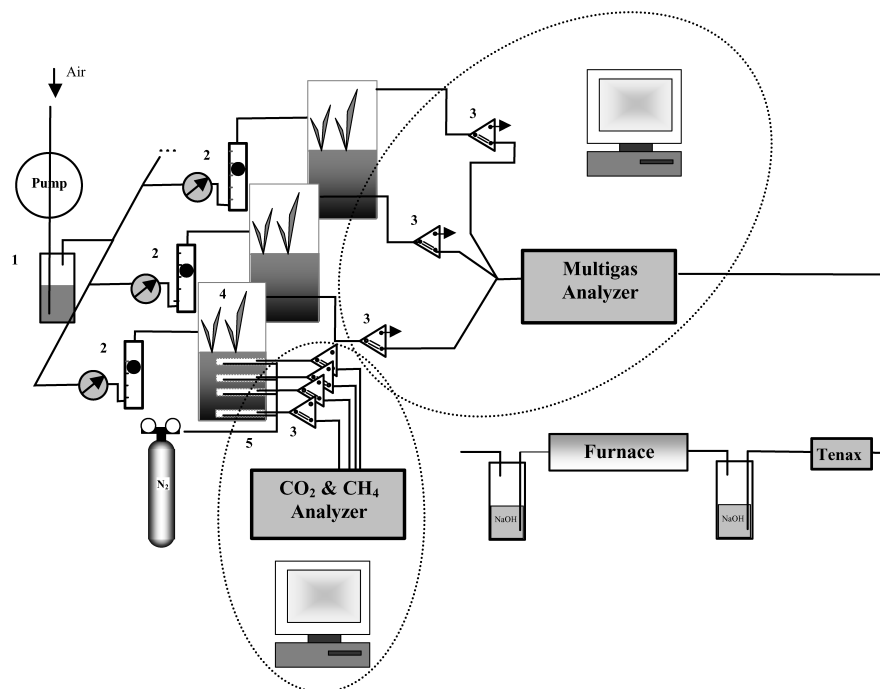 Air
...
Pump
2
3
1
2
3
Multigas
Analyzer
4
3
2
3
5
N2
CO2 & CH4
Analyzer
Furnace
Tenax
NaOH
NaOH